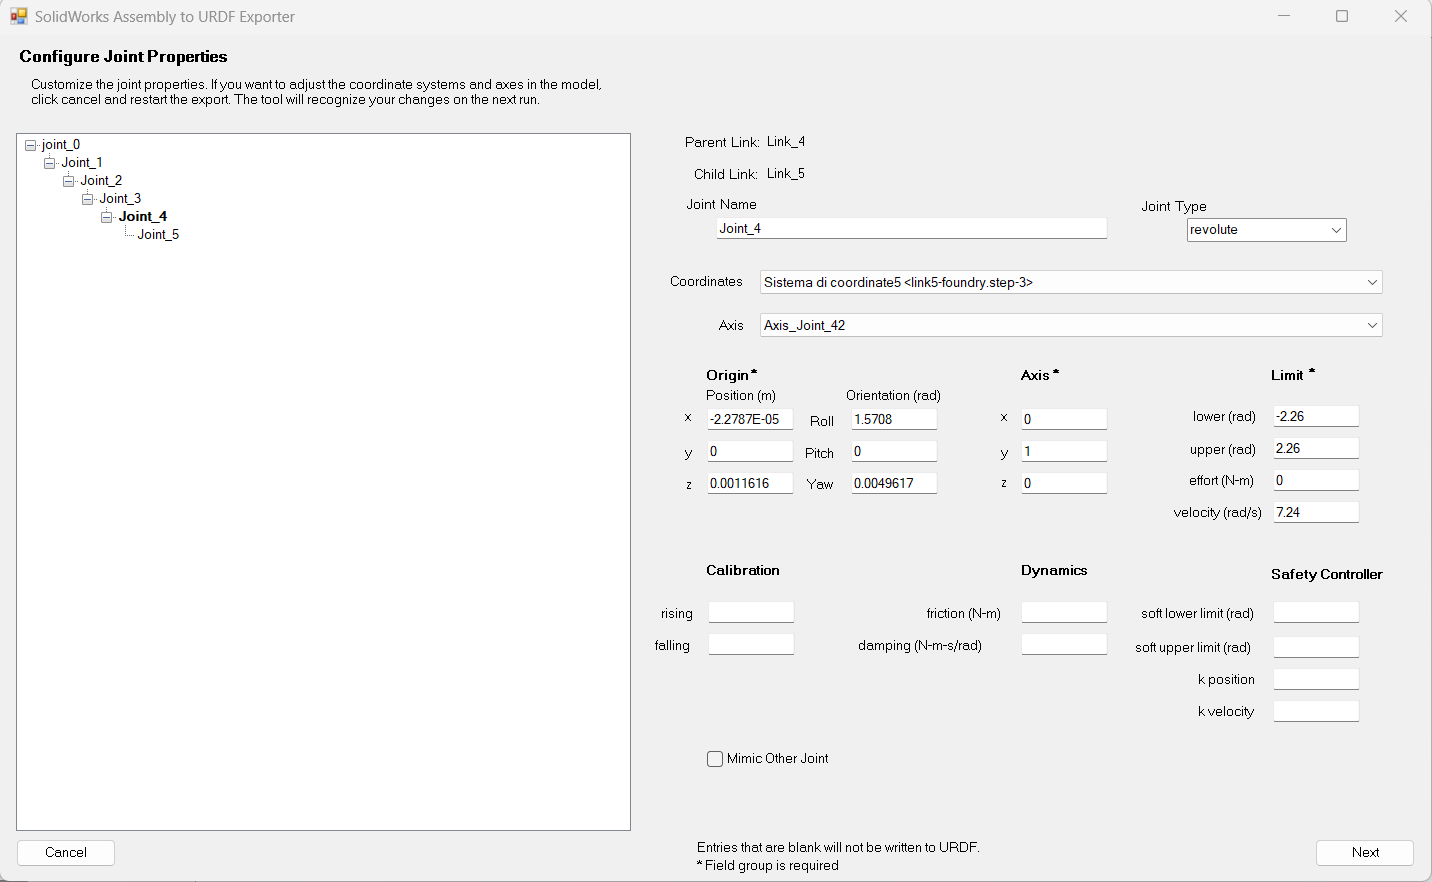 SolidWorks Assembly to URDF Exporter
Configure Joint Properties
Customize the joint properties. If you want to adjust the coordinate systems and axes in the model,
click cancel and restart the export. The tool will recognize your changes on the next run.
joint_0
Joint_1
Joint_2
Joint_3
Joint_4
Joint_5
Parent Link: Link_4
Child Link: Link_5
Joint Name
Joint_4
Joint Type
revolute
Coordinates Sistema di coordinate5 <link5-foundry.step-3>
Axis Axis_Joint_42
Origin*
Position (m) Orientation (rad)
x -2.2787E-05 Roll 1.5708
y 0 Pitch 0
z 0.0011616 Yaw 0.0049617
Axis*
x 0
y 1
z 0
Limit *
lower (rad) -2.26
upper (rad) 2.26
effort (N-m) 0
velocity (rad/s) 7.24
Calibration
rising
falling
Dynamics
friction (N-m)
damping (N-m-s/rad)
Safety Controller
soft lower limit (rad)
soft upper limit (rad)
k position
k velocity
Mimic Other Joint
Entries that are blank will not be written to URDF.
* Field group is required
Cancel
Next